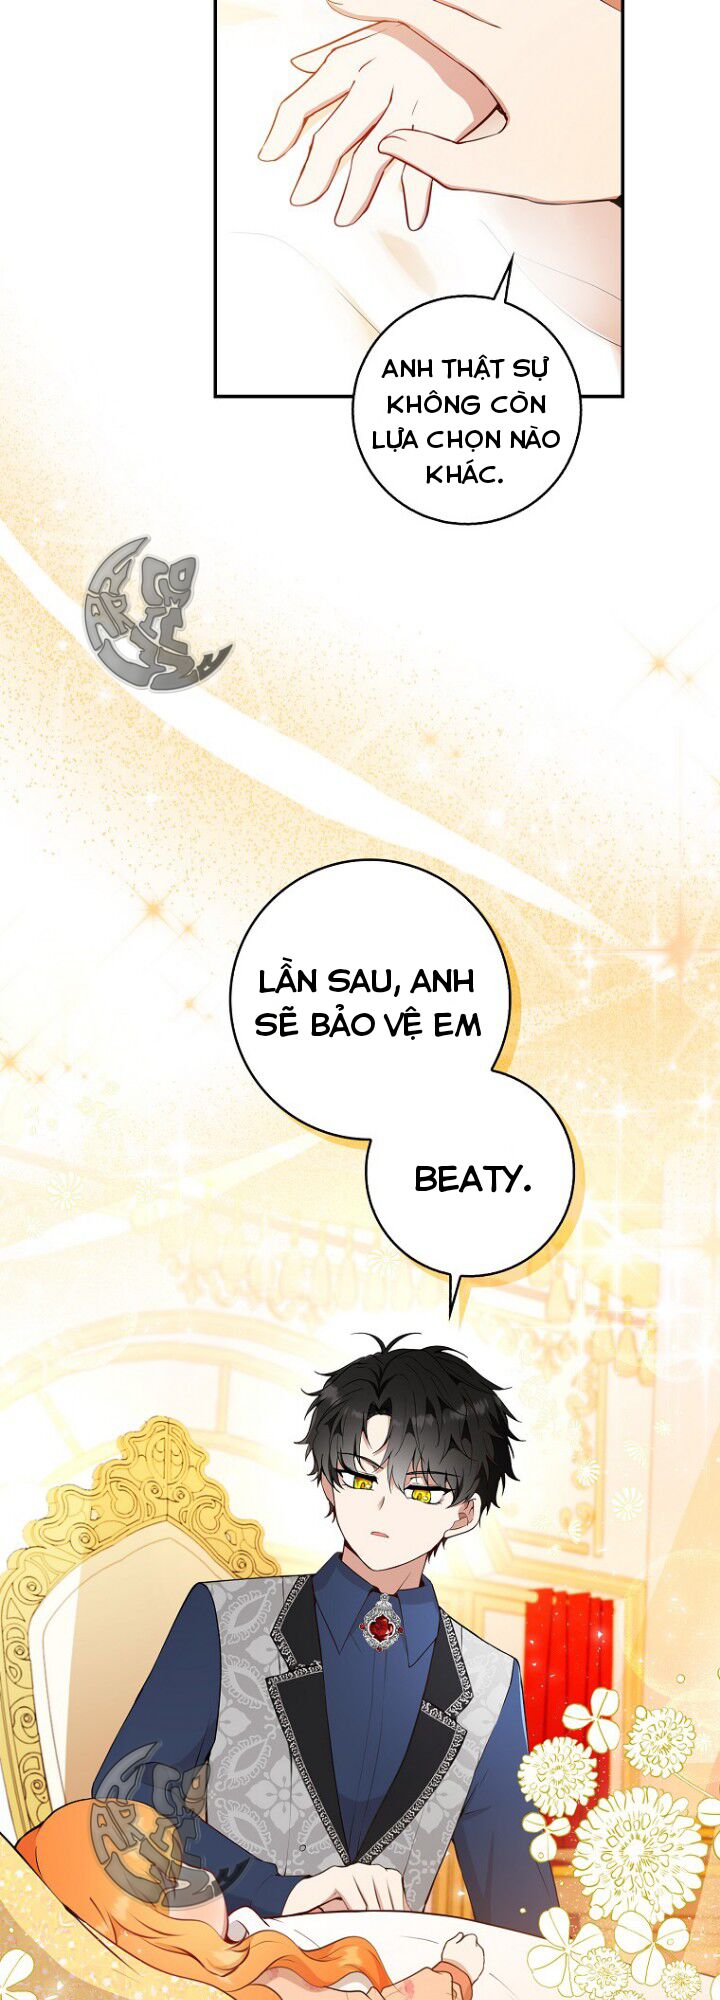 ANH THẬT SỰ
KHÔNG CÒN
LỰA CHỌN NÀO
KHÁC.
LẦN SAU, ANH
SẼ BẢO VỆ EM
BEATY.